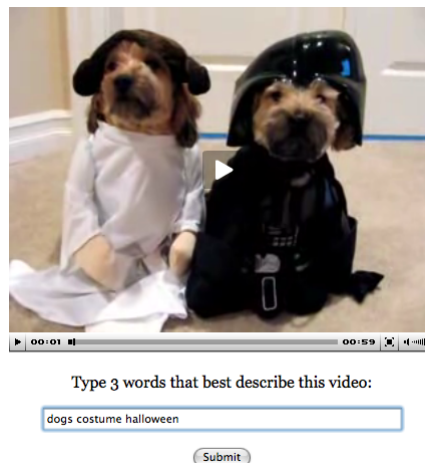 00:01 00:59
Type 3 words that best describe this video:
dogs costume halloween
Submit